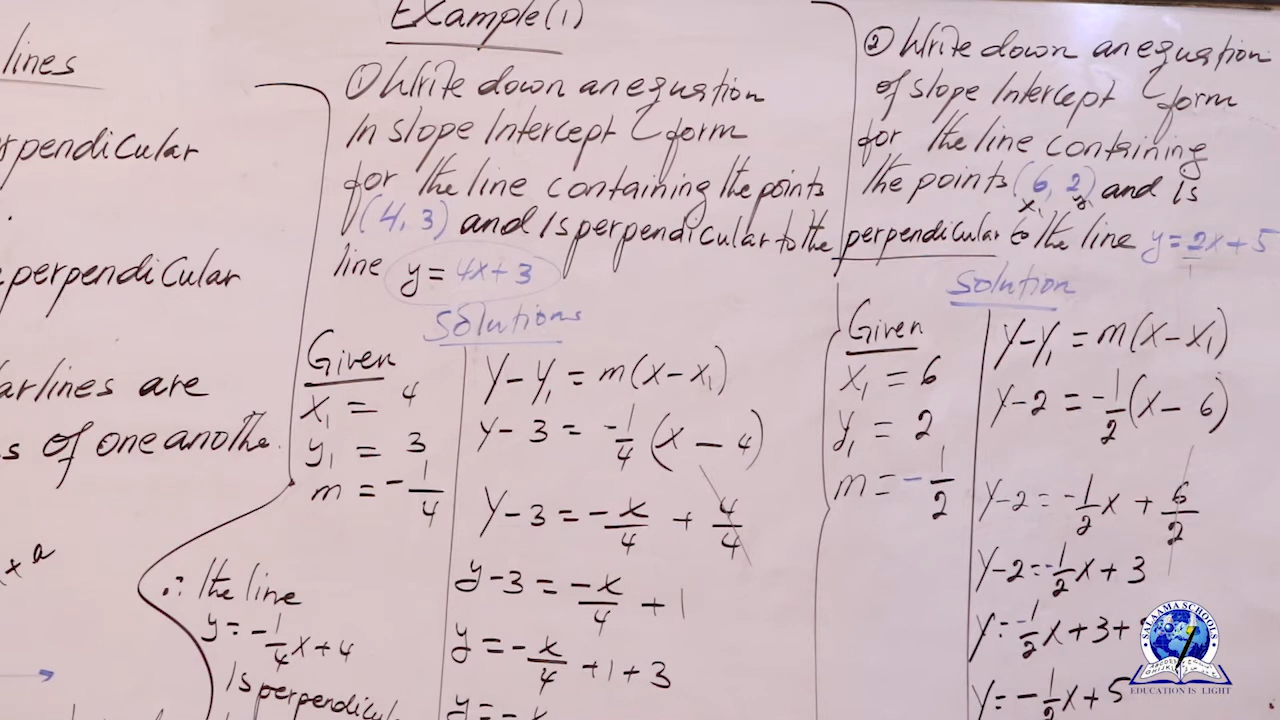 lines
perpendicular
perpendicular
lines are
of one anothe
Example(1)
① Write down an equation
In slope Intercept form
for the line containing the points
(4, 3) and Is perpendicular to the
line y = 4x + 3
Solutions
Given
x₁ = 4
y₁ = 3
m = -1/4
∴ the line
y = -1/4x + 4
Is perpendicular
Y - Y₁ = m(x - x₁)
y - 3 = -1/4 (x - 4)
Y - 3 = -x/4 + 4/4
y - 3 = -x/4 + 1
y = -x/4 + 1 + 3
y = -x
② Write down an equation
of slope Intercept form
for the line containing
the points (6, 2) and Is
x₁
perpendicular to the line y = 2x + 5
Solution
Given
x₁ = 6
y₁ = 2
m = -1/2
Y - Y₁ = m(x - x₁)
Y - 2 = -1/2(x - 6)
Y - 2 = -1/2x + 6/2
Y - 2 = -1/2x + 3
y = -1/2x + 3 +
y = -1/2x + 5
SALAAMA SCHOOLS
EDUCATION IS LIGHT